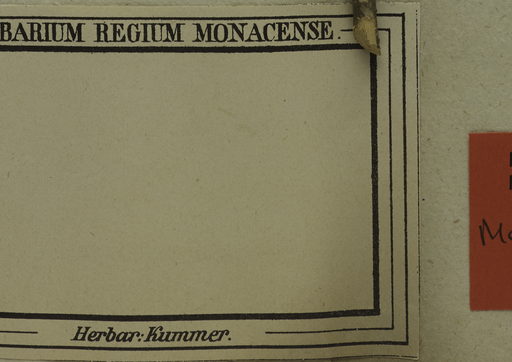 BARIUM REGIUM MONACENSE.
Herbar: Kummer.